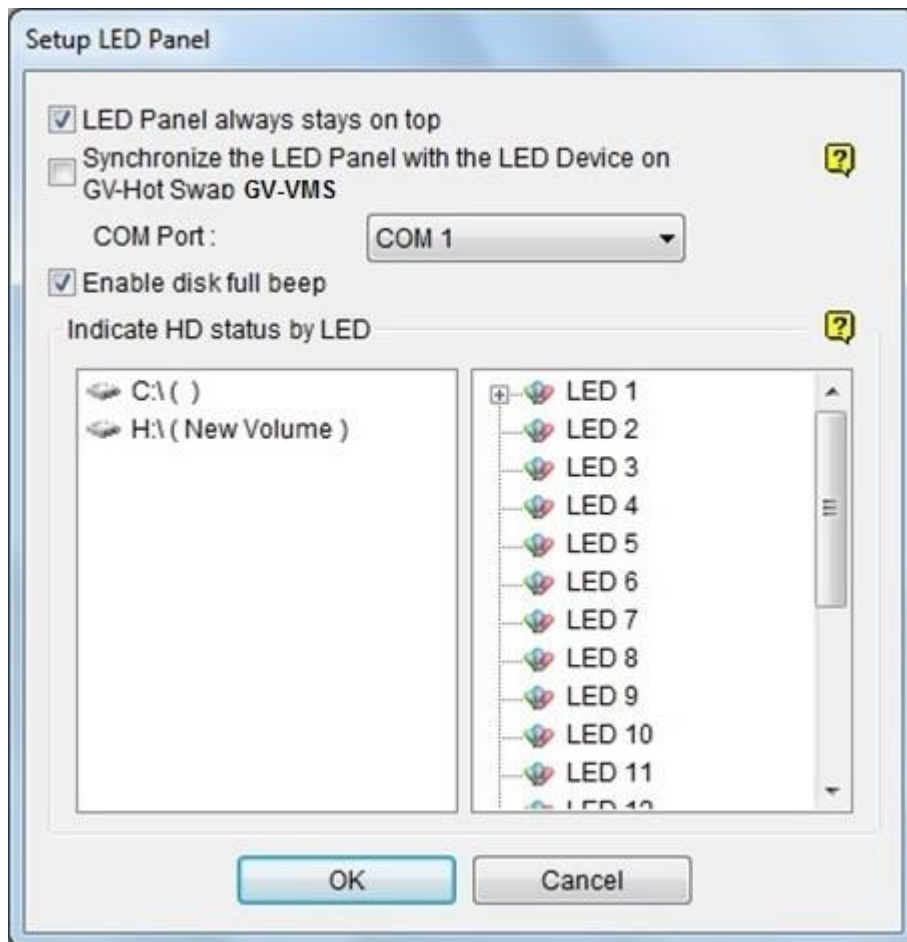 Setup LED Panel
LED Panel always stays on top
Synchronize the LED Panel with the LED Device on
GV-Hot Swap GV-VMS
COM Port :
COM 1
Enable disk full beep
Indicate HD status by LED
C:\ ( )
H:\ ( New Volume )
LED 1
LED 2
LED 3
LED 4
LED 5
LED 6
LED 7
LED 8
LED 9
LED 10
LED 11
LED 12
OK
Cancel